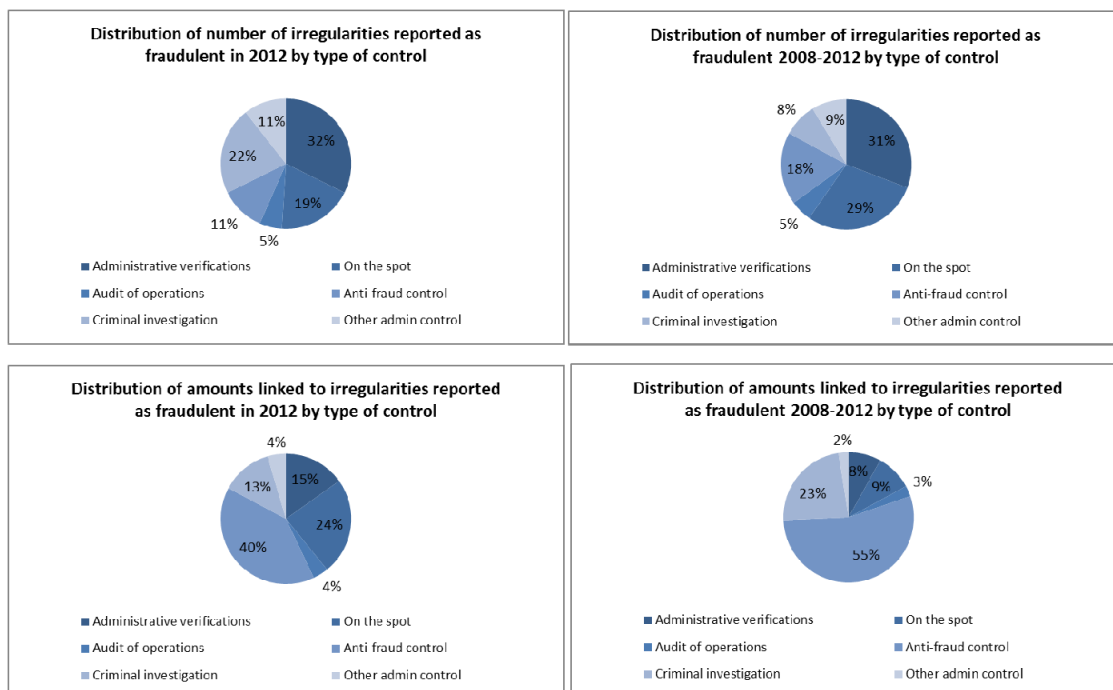 Distribution of number of irregularities reported as
fraudulent in 2012 by type of control
11%
32%
22%
19%
11%
5%
Administrative verifications
On the spot
Audit of operations
Anti-fraud control
Criminal investigation
Other admin control
Distribution of number of irregularities reported as
fraudulent 2008-2012 by type of control
8%
9%
31%
18%
29%
5%
Administrative verifications
On the spot
Audit of operations
Anti-fraud control
Criminal investigation
Other admin control
Distribution of amounts linked to irregularities reported
as fraudulent in 2012 by type of control
4%
15%
13%
24%
40%
4%
Administrative verifications
On the spot
Audit of operations
Anti-fraud control
Criminal investigation
Other admin control
Distribution of amounts linked to irregularities reported
as fraudulent 2008-2012 by type of control
2%
8%
9%
3%
23%
55%
Administrative verifications
On the spot
Audit of operations
Anti-fraud control
Criminal investigation
Other admin control